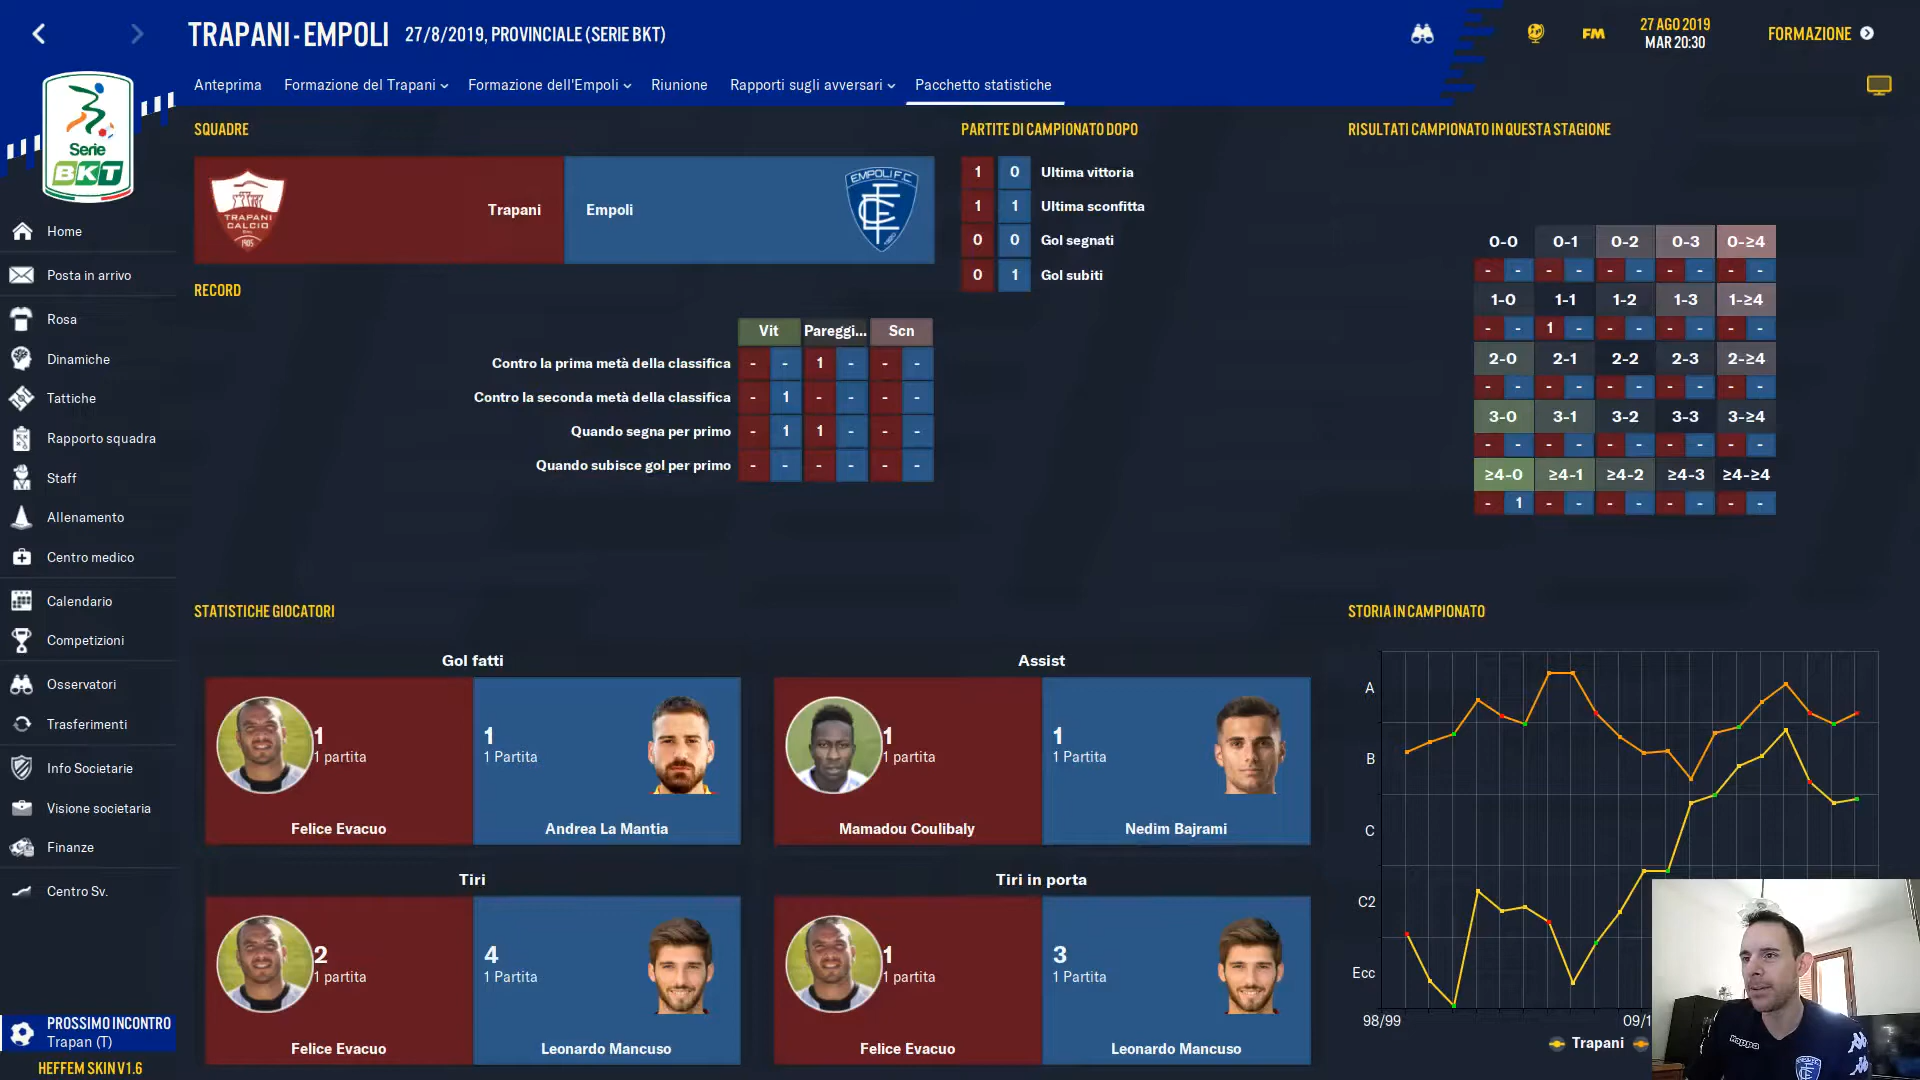 TRAPANI - EMPOLI
27/8/2019, PROVINCIALE (SERIE BKT)
FM
27 AGO 2019
MAR 20:30
FORMAZIONE
Anteprima
Formazione del Trapani
Formazione dell'Empoli
Riunione
Rapporti sugli avversari
Pacchetto statistiche
Serie
BKT
Home
Posta in arrivo
Rosa
Dinamiche
Tattiche
Rapporto squadra
Staff
Allenamento
Centro medico
Calendario
Competizioni
Osservatori
Trasferimenti
Info Societarie
Visione societaria
Finanze
Centro Sv.
PROSSIMO INCONTRO
Trapan (T)
HEFFEM SKIN V1.6
SQUADRE
TRAPANI
CALCIO
1905
Trapani
Empoli
EMPOLI F.C.
RECORD
Vit Pareggi... Scn
Contro la prima metà della classifica - - 1 - - -
Contro la seconda metà della classifica - 1 - - - -
Quando segna per primo - 1 1 - - -
Quando subisce gol per primo - - - - - -
PARTITE DI CAMPIONATO DOPO
1 0 Ultima vittoria
1 1 Ultima sconfitta
0 0 Gol segnati
0 1 Gol subiti
RISULTATI CAMPIONATO IN QUESTA STAGIONE
0-0 0-1 0-2 0-3 0-≥4
- - - - - - - - - -
1-0 1-1 1-2 1-3 1-≥4
- - 1 - - - - - - -
2-0 2-1 2-2 2-3 2-≥4
- - - - - - - - - -
3-0 3-1 3-2 3-3 3-≥4
- - - - - - - - - -
≥4-0 ≥4-1 ≥4-2 ≥4-3 ≥4-≥4
- 1 - - - - - - - -
STATISTICHE GIOCATORI
Gol fatti
1
1 partita
Felice Evacuo
1
1 Partita
Andrea La Mantia
Assist
1
1 partita
Mamadou Coulibaly
1
1 Partita
Nedim Bajrami
Tiri
2
1 partita
Felice Evacuo
4
1 Partita
Leonardo Mancuso
Tiri in porta
1
1 partita
Felice Evacuo
3
1 Partita
Leonardo Mancuso
STORIA IN CAMPIONATO
A
B
C
C2
Ecc
98/99
09/1
Trapani
Kappa